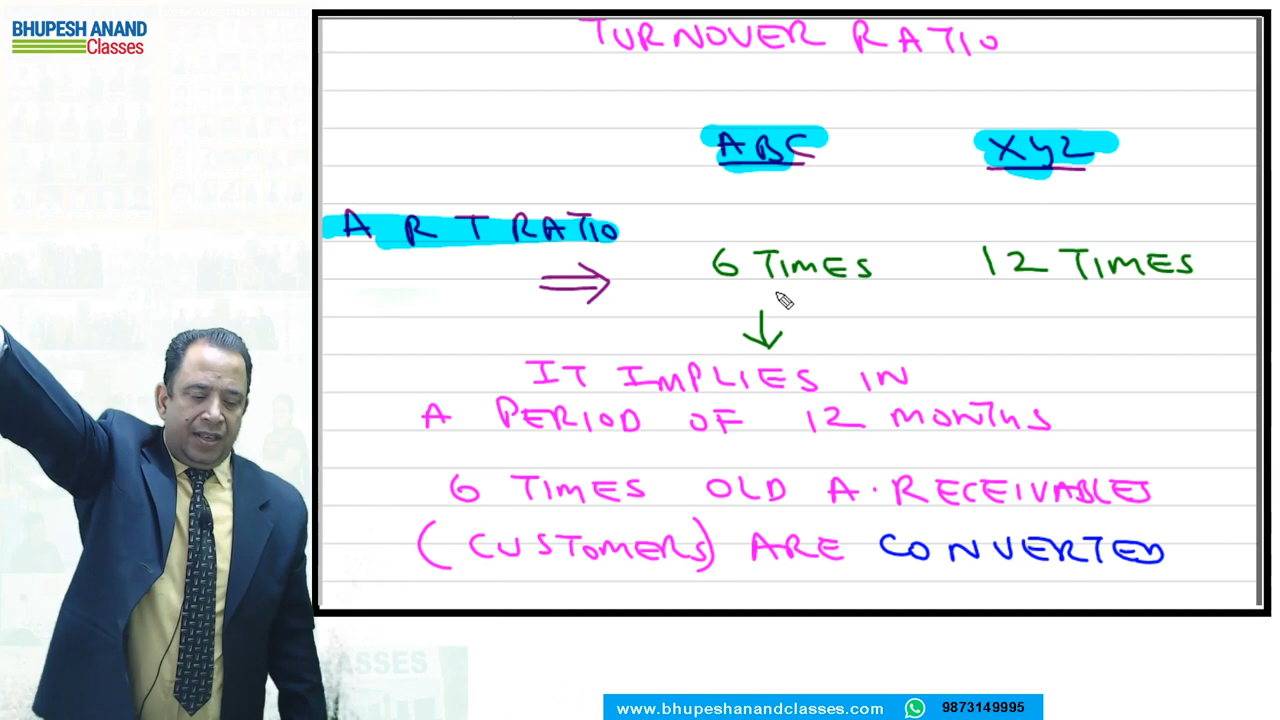 BHUPESH ANAND
Classes
TURNOVER RATIO
ABC XYZ
A R T RATIO
6 TIMES 12 TIMES
IT IMPLIES IN
A PERIOD OF 12 MONTHS
6 TIMES OLD A. RECEIVABLES
(CUSTOMERS) ARE CONVERTED
ASSES
www.bhupeshanandclasses.com 9873149995